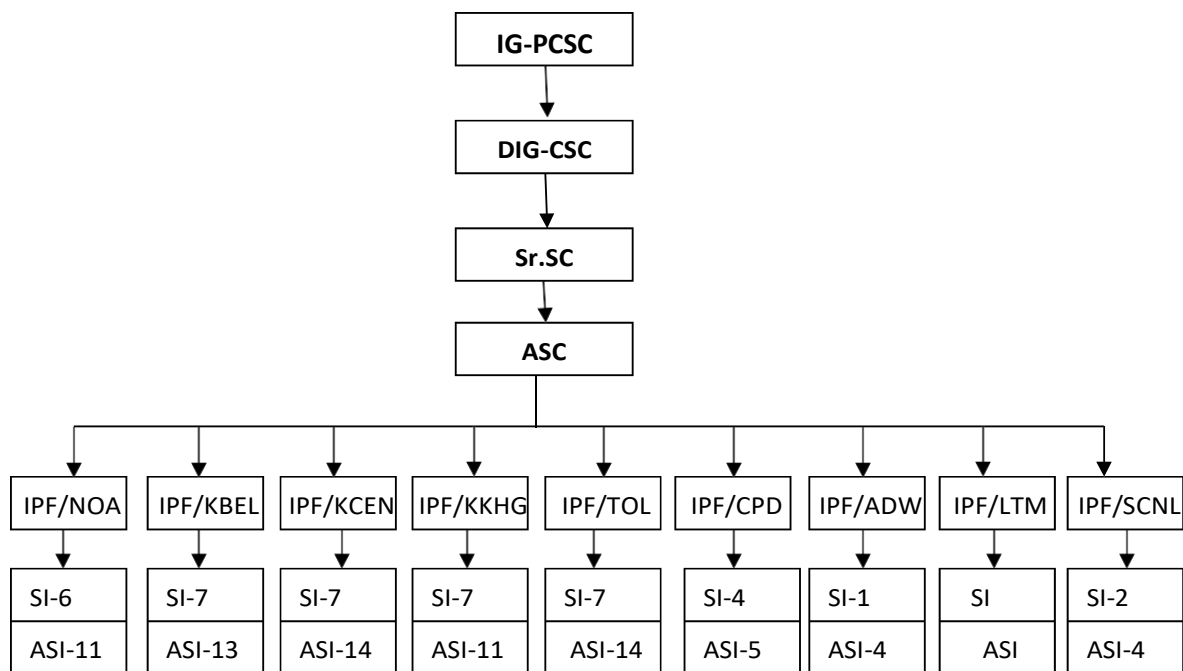 IG-PCSC
DIG-CSC
Sr.SC
ASC
IPF/NOA IPF/KBEL IPF/KCEN IPF/KKHG IPF/TOL IPF/CPD IPF/ADW IPF/LTM IPF/SCNL
SI-6 SI-7 SI-7 SI-7 SI-7 SI-4 SI-1 SI SI-2
ASI-11 ASI-13 ASI-14 ASI-11 ASI-14 ASI-5 ASI-4 ASI ASI-4